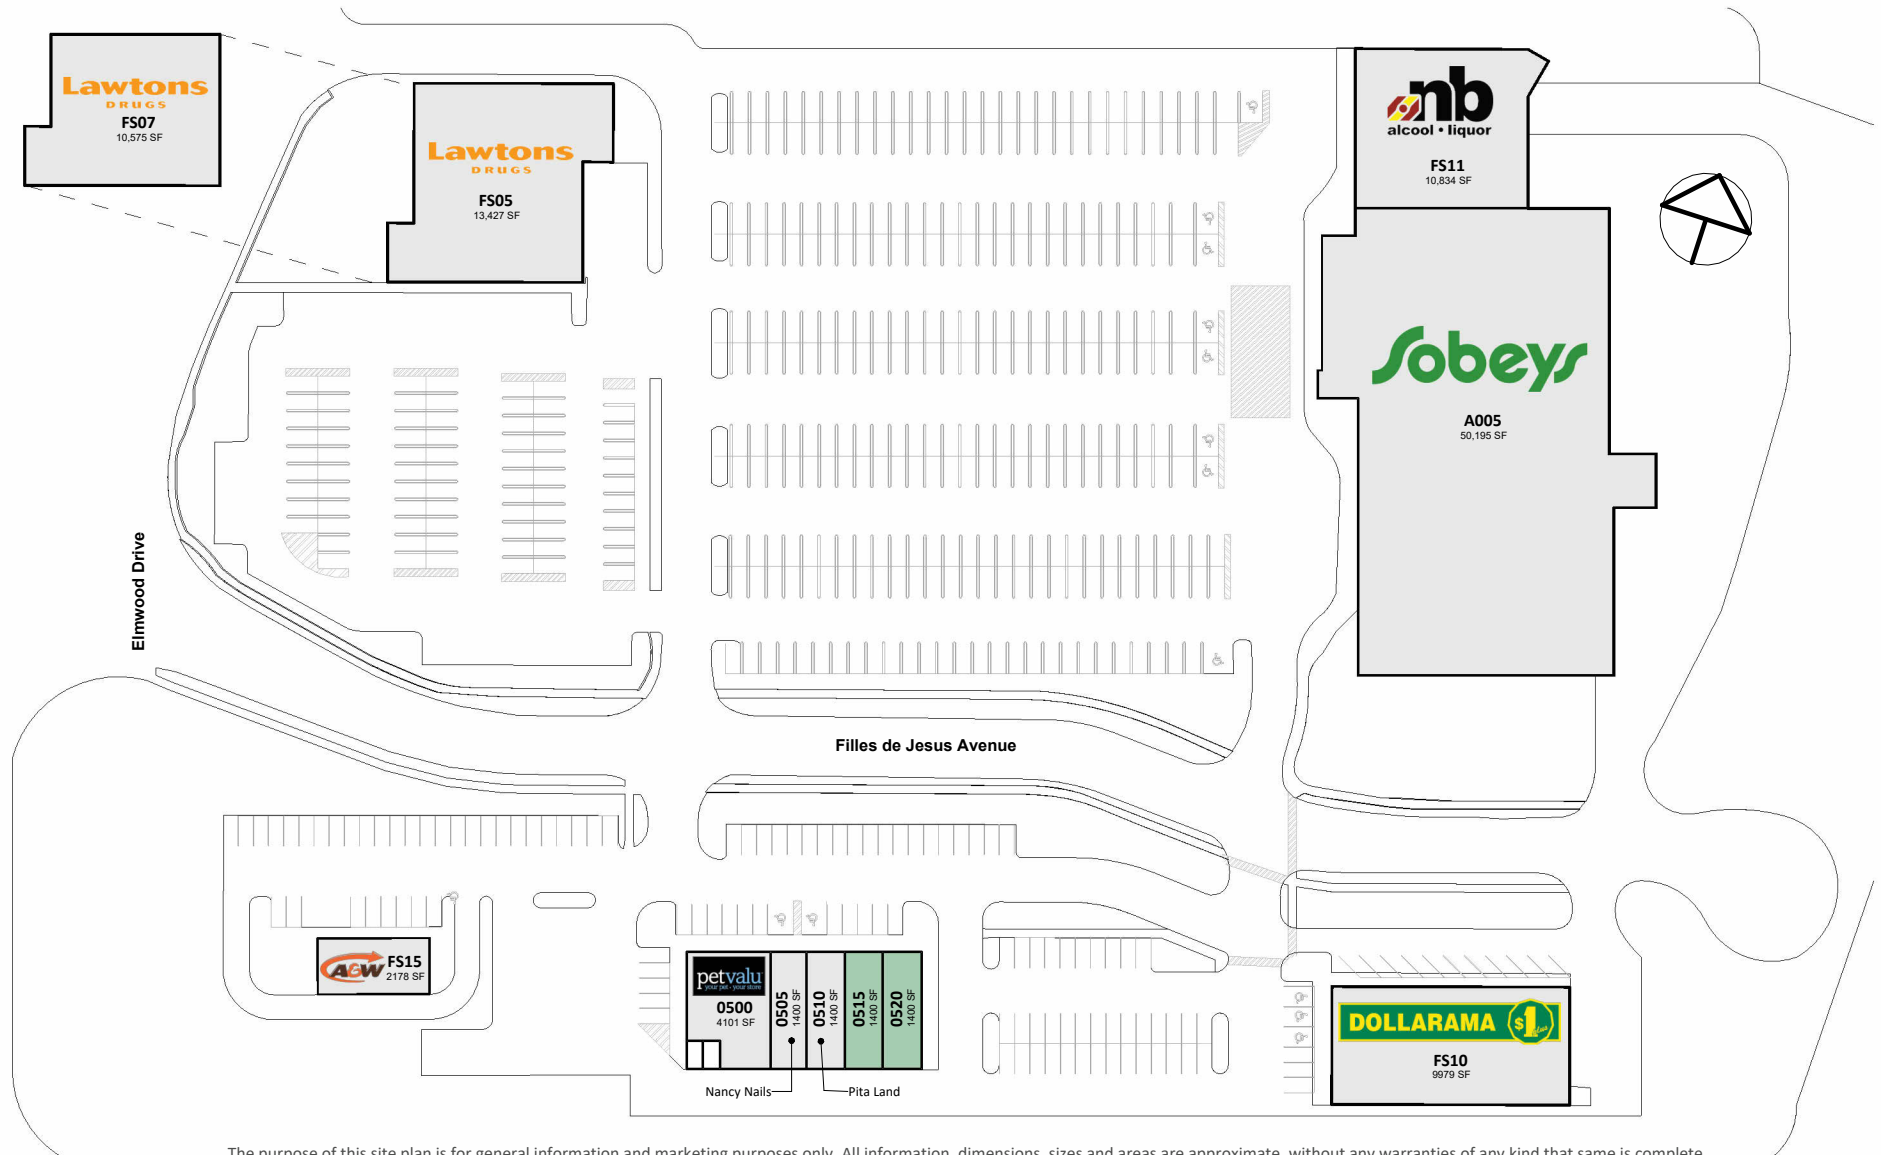 Lawtons
DRUGS
FS07
10,575 SF
Lawtons
DRUGS
FS05
13,427 SF
nb
alcool • liquor
FS11
10,834 SF
Sobeys
A005
50,195 SF
Elmwood Drive
Filles de Jesus Avenue
A&W
FS15
2178 SF
petvalu
your pet • your store
0500
4101 SF
0505
1400 SF
0510
1400 SF
0515
1400 SF
0520
1400 SF
Nancy Nails
Pita Land
DOLLARAMA $1 plus
FS10
9979 SF
The purpose of this site plan is for general information and marketing purposes only. All information, dimensions, sizes and areas are approximate, without any warranties of any kind that same is complete